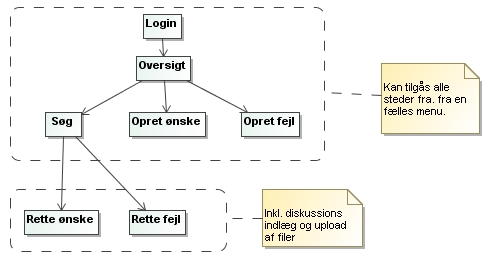 Login
Oversigt
Søg
Opret ønske
Opret fejl
Kan tilgås alle
steder fra. fra en
fælles menu.
Rette ønske
Rette fejl
Inkl. diskussions
indlæg og upload
af filer